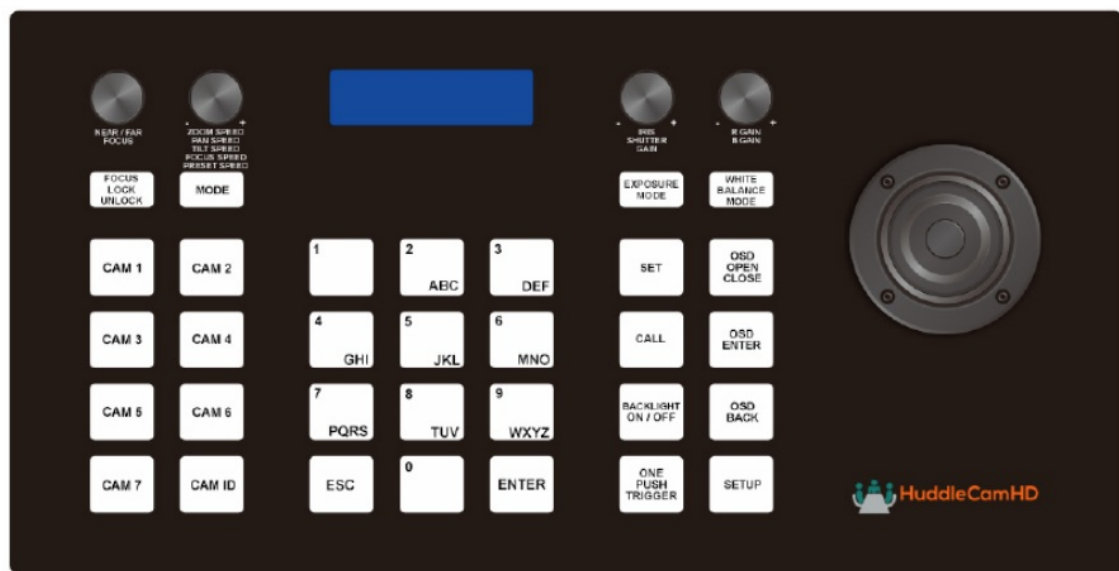 NEAR / FAR
FOCUS
- +
ZOOM SPEED
PAN SPEED
TILT SPEED
FOCUS SPEED
PRESET SPEED
- +
IRIS
SHUTTER
GAIN
- +
R GAIN
B GAIN
FOCUS
LOCK
UNLOCK
MODE
EXPOSURE
MODE
WHITE
BALANCE
MODE
CAM 1
CAM 2
1
2
ABC
3
DEF
SET
OSD
OPEN
CLOSE
CAM 3
CAM 4
4
GHI
5
JKL
6
MNO
CALL
OSD
ENTER
CAM 5
CAM 6
7
PQRS
8
TUV
9
WXYZ
BACKLIGHT
ON / OFF
OSD
BACK
CAM 7
CAM ID
ESC
0
ENTER
ONE
PUSH
TRIGGER
SETUP
HuddleCamHD